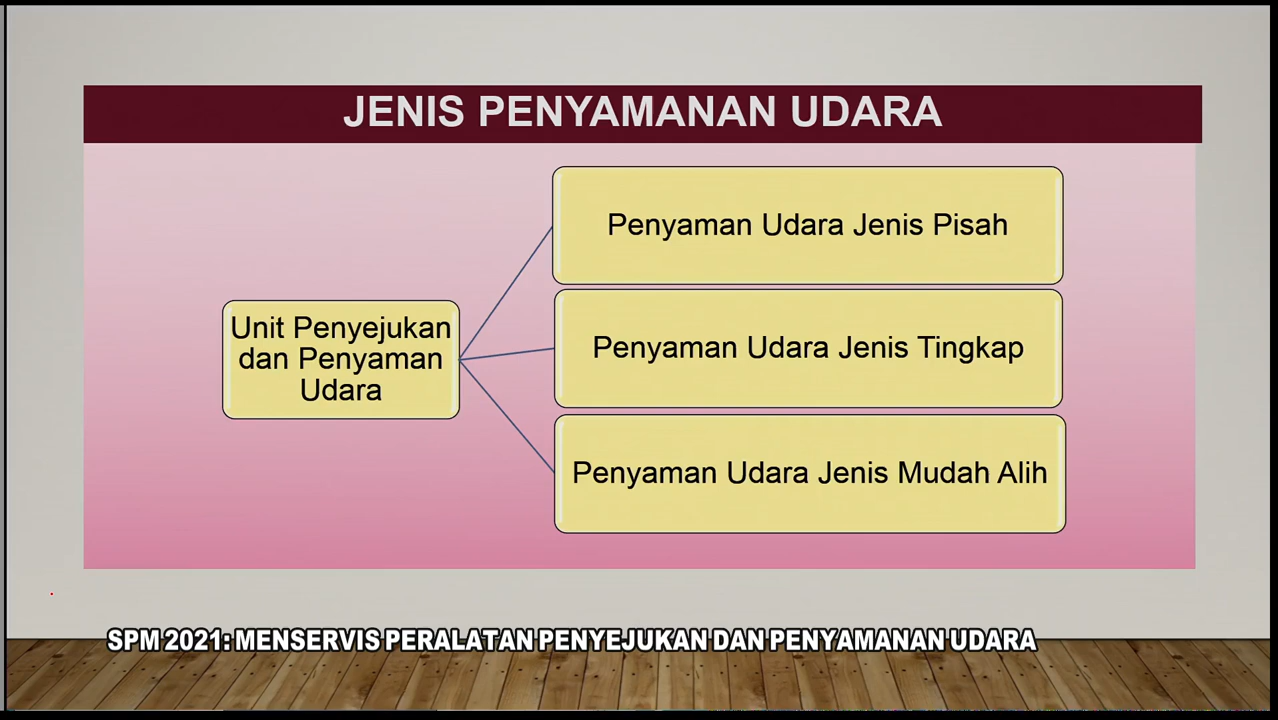 JENIS PENYAMANAN UDARA
Unit Penyejukan
dan Penyaman
Udara
Penyaman Udara Jenis Pisah
Penyaman Udara Jenis Tingkap
Penyaman Udara Jenis Mudah Alih
SPM 2021: MENSERVIS PERALATAN PENYEJUKAN DAN PENYAMANAN UDARA